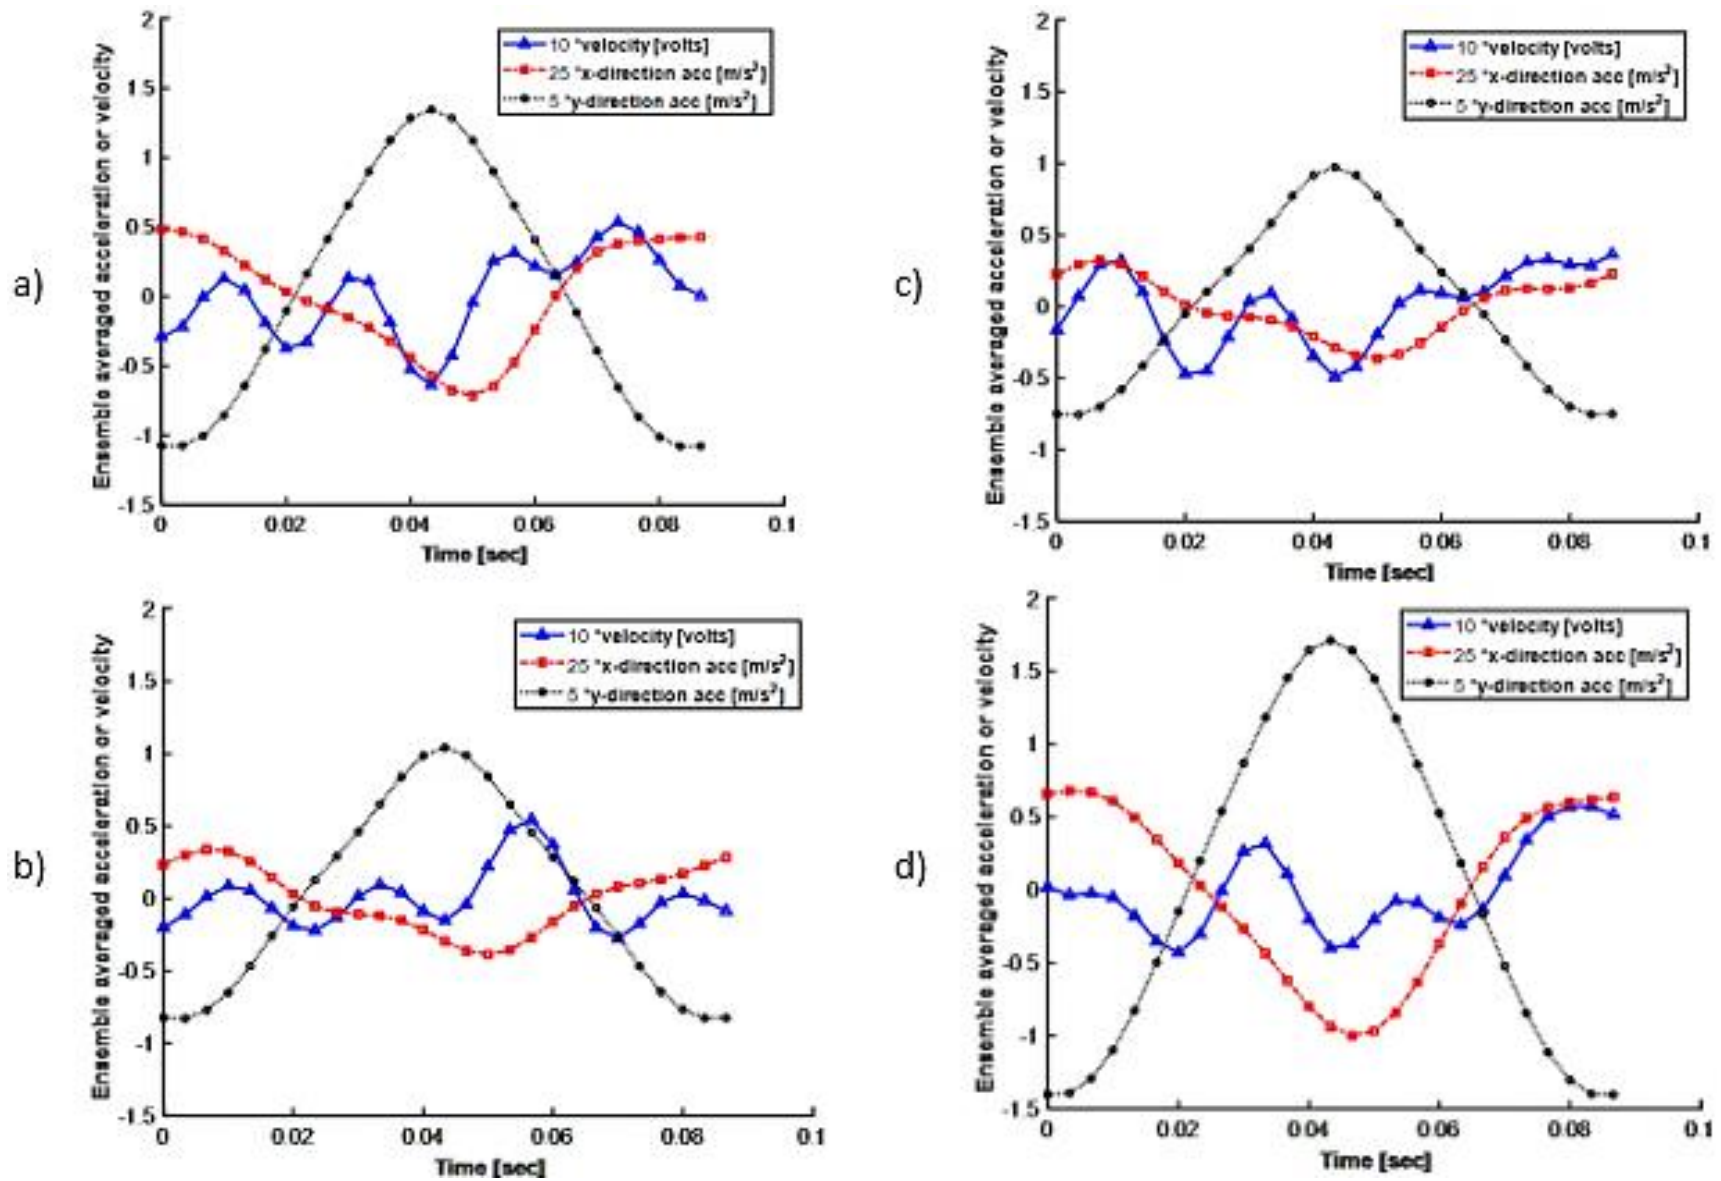 a)
2
1.5
1
0.5
0
-0.5
-1
-1.5
0 0.02 0.04 0.06 0.08 0.1
Time [sec]
Ensemble averaged acceleration or velocity
10 *velocity [volts]
25 *x-direction acc [m/s²]
5 *y-direction acc [m/s²]
b)
2
1.5
1
0.5
0
-0.5
-1
-1.5
0 0.02 0.04 0.06 0.08 0.1
Time [sec]
Ensemble averaged acceleration or velocity
10 *velocity [volts]
25 *x-direction acc [m/s²]
5 *y-direction acc [m/s²]
c)
2
1.5
1
0.5
0
-0.5
-1
-1.5
0 0.02 0.04 0.06 0.08 0.1
Time [sec]
Ensemble averaged acceleration or velocity
10 *velocity [volts]
25 *x-direction acc [m/s²]
5 *y-direction acc [m/s²]
d)
2
1.5
1
0.5
0
-0.5
-1
-1.5
0 0.02 0.04 0.06 0.08 0.1
Time [sec]
Ensemble averaged acceleration or velocity
10 *velocity [volts]
25 *x-direction acc [m/s²]
5 *y-direction acc [m/s²]